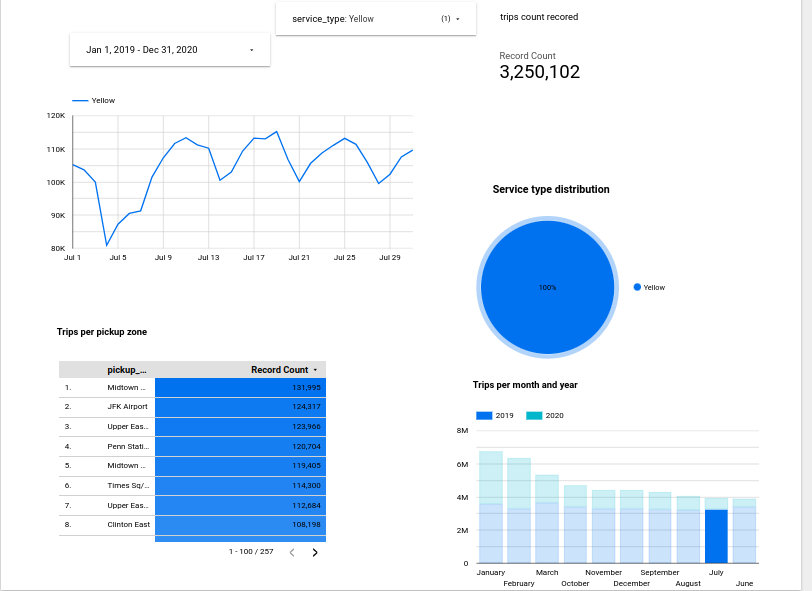 service_type: Yellow (1)
trips count recored
Jan 1, 2019 - Dec 31, 2020
Record Count
3,250,102
Yellow
120K
110K
100K
90K
80K
Jul 1 Jul 5 Jul 9 Jul 13 Jul 17 Jul 21 Jul 25 Jul 29
Service type distribution
100%
Yellow
Trips per pickup zone
pickup_... Record Count
1. Midtown ... 131,995
2. JFK Airport 124,317
3. Upper Eas... 123,966
4. Penn Stati... 120,704
5. Midtown ... 119,405
6. Times Sq/... 114,300
7. Upper Eas... 112,684
8. Clinton East 108,198
1 - 100 / 257
Trips per month and year
2019 2020
8M
6M
4M
2M
0
January March November September July
February October December August June